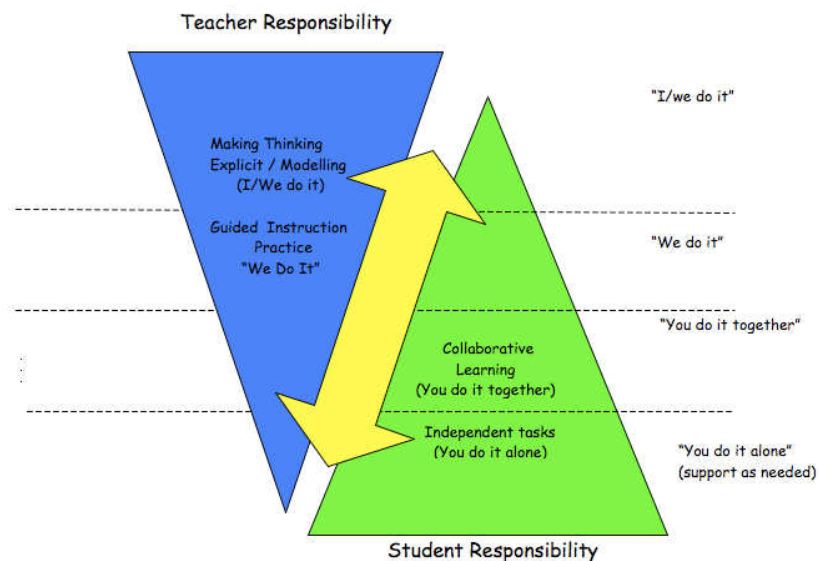 Teacher Responsibility
"I/we do it"
Making Thinking
Explicit / Modelling
(I/We do it)
Guided Instruction
Practice
"We Do It"
"We do it"
"You do it together"
Collaborative
Learning
(You do it together)
Independent tasks
(You do it alone)
"You do it alone"
(support as needed)
Student Responsibility